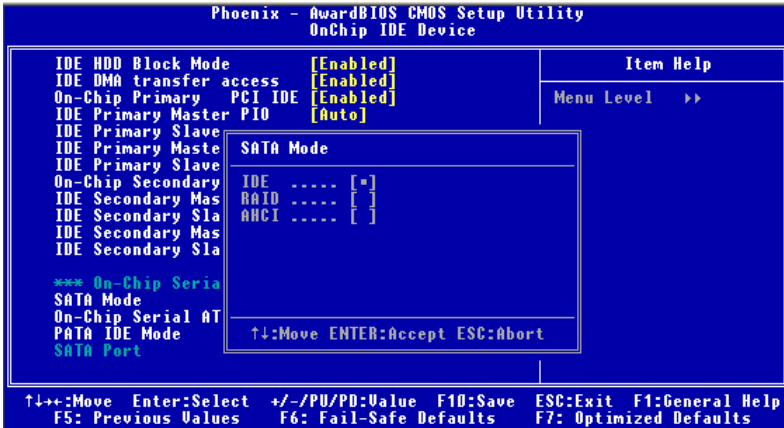 Phoenix - AwardBIOS CMOS Setup Utility
OnChip IDE Device
IDE HDD Block Mode [Enabled]
IDE DMA transfer access [Enabled]
On-Chip Primary PCI IDE [Enabled]
IDE Primary Master PIO [Auto]
IDE Primary Slave
IDE Primary Maste
IDE Primary Slave
On-Chip Secondary
IDE Secondary Mas
IDE Secondary Sla
IDE Secondary Mas
IDE Secondary Sla
*** On-Chip Seria
SATA Mode
On-Chip Serial AT
PATA IDE Mode
SATA Port
SATA Mode
IDE ..... [▪]
RAID ..... [ ]
AHCI ..... [ ]
↑↓:Move ENTER:Accept ESC:Abort
Item Help
Menu Level ▸▸
↑↓→←:Move Enter:Select +/-/PU/PD:Value F10:Save ESC:Exit F1:General Help
F5: Previous Values F6: Fail-Safe Defaults F7: Optimized Defaults